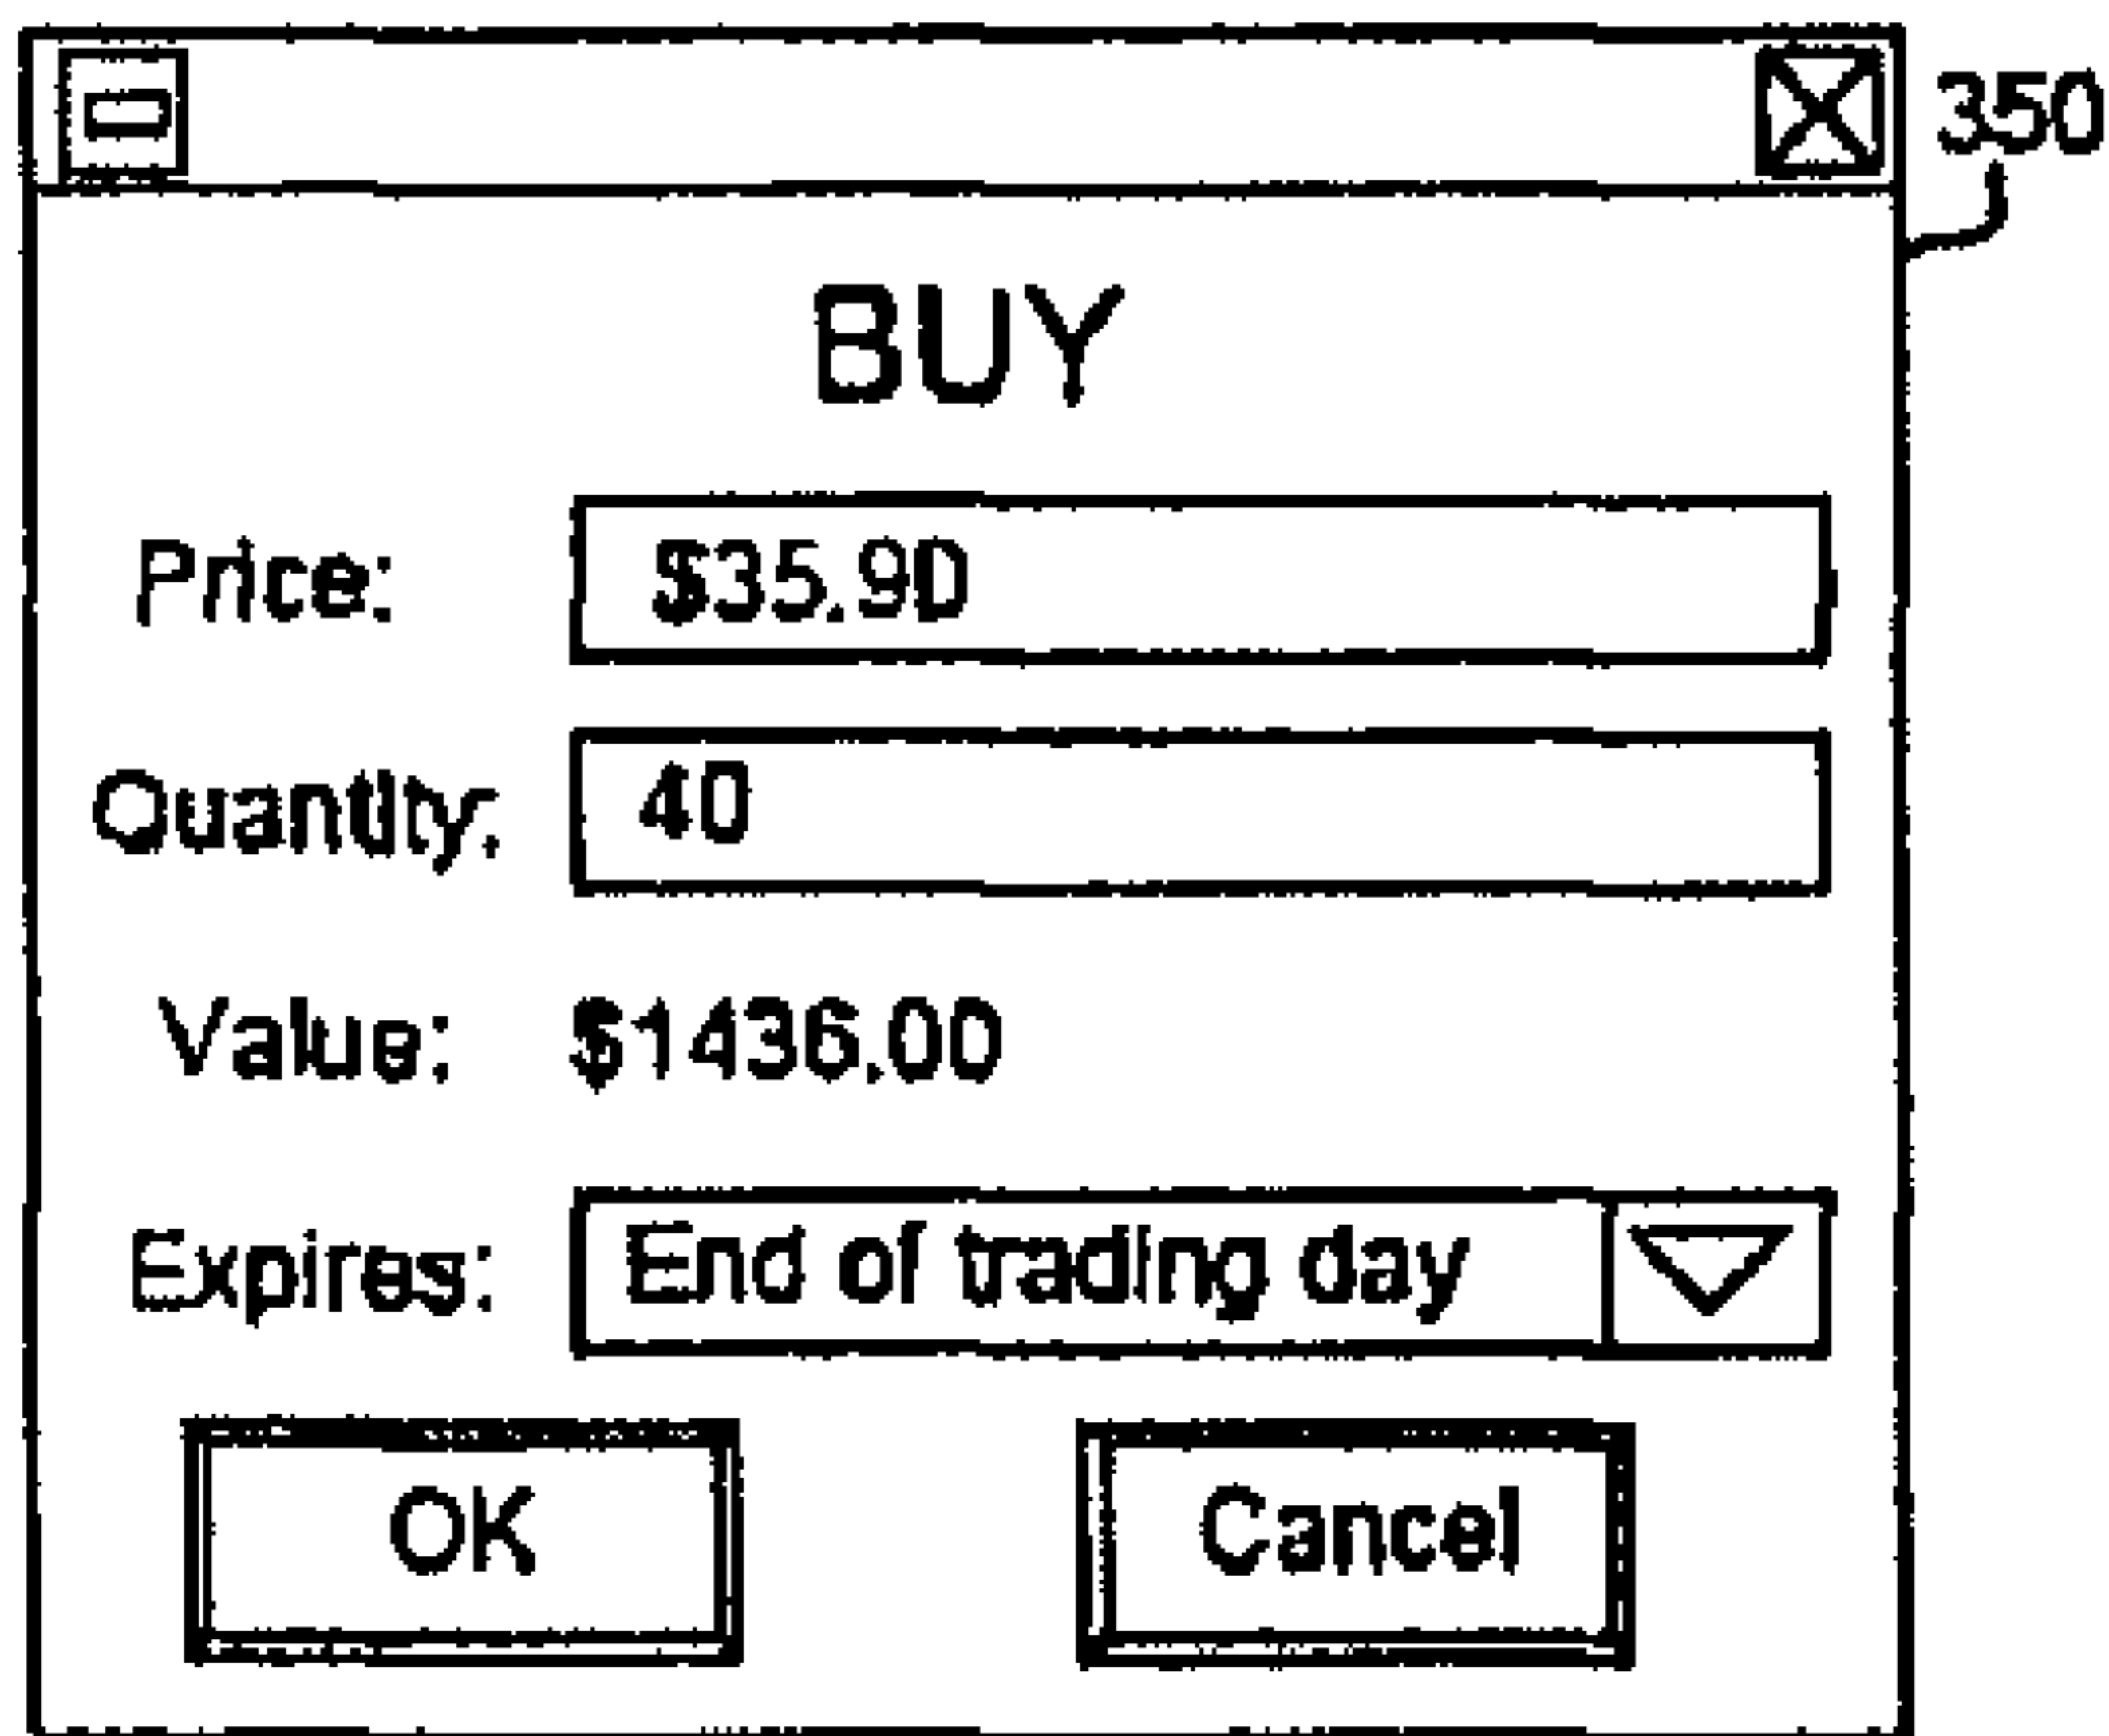 350
BUY
Price: $35.90
Quantity: 40
Value: $1436.00
Expires: End of trading day
OK Cancel